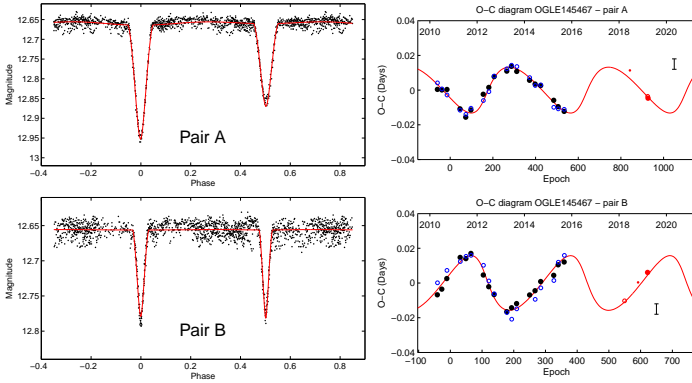 12.65
12.7
12.75
12.8
12.85
12.9
12.95
13
Magnitude
Pair A
−0.4 −0.2 0 0.2 0.4 0.6 0.8
Phase
O−C diagram OGLE145467 − pair A
2010 2012 2014 2016 2018 2020
0.04
0.02
0
−0.02
−0.04
O−C (Days)
0 200 400 600 800 1000
Epoch
12.65
12.7
12.75
12.8
Magnitude
Pair B
−0.4 −0.2 0 0.2 0.4 0.6 0.8
Phase
O−C diagram OGLE145467 − pair B
2010 2012 2014 2016 2018 2020
0.04
0.02
0
−0.02
−0.04
O−C (Days)
−100 0 100 200 300 400 500 600 700
Epoch